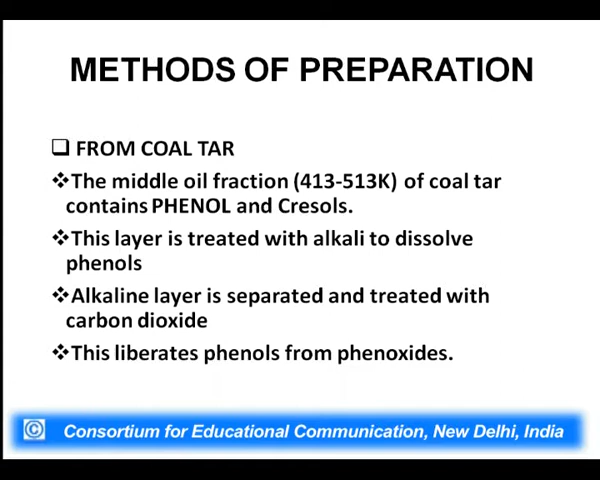 METHODS OF PREPARATION
❑ FROM COAL TAR
❖The middle oil fraction (413-513K) of coal tar
contains PHENOL and Cresols.
❖This layer is treated with alkali to dissolve
phenols
❖Alkaline layer is separated and treated with
carbon dioxide
❖This liberates phenols from phenoxides.
© Consortium for Educational Communication, New Delhi, India